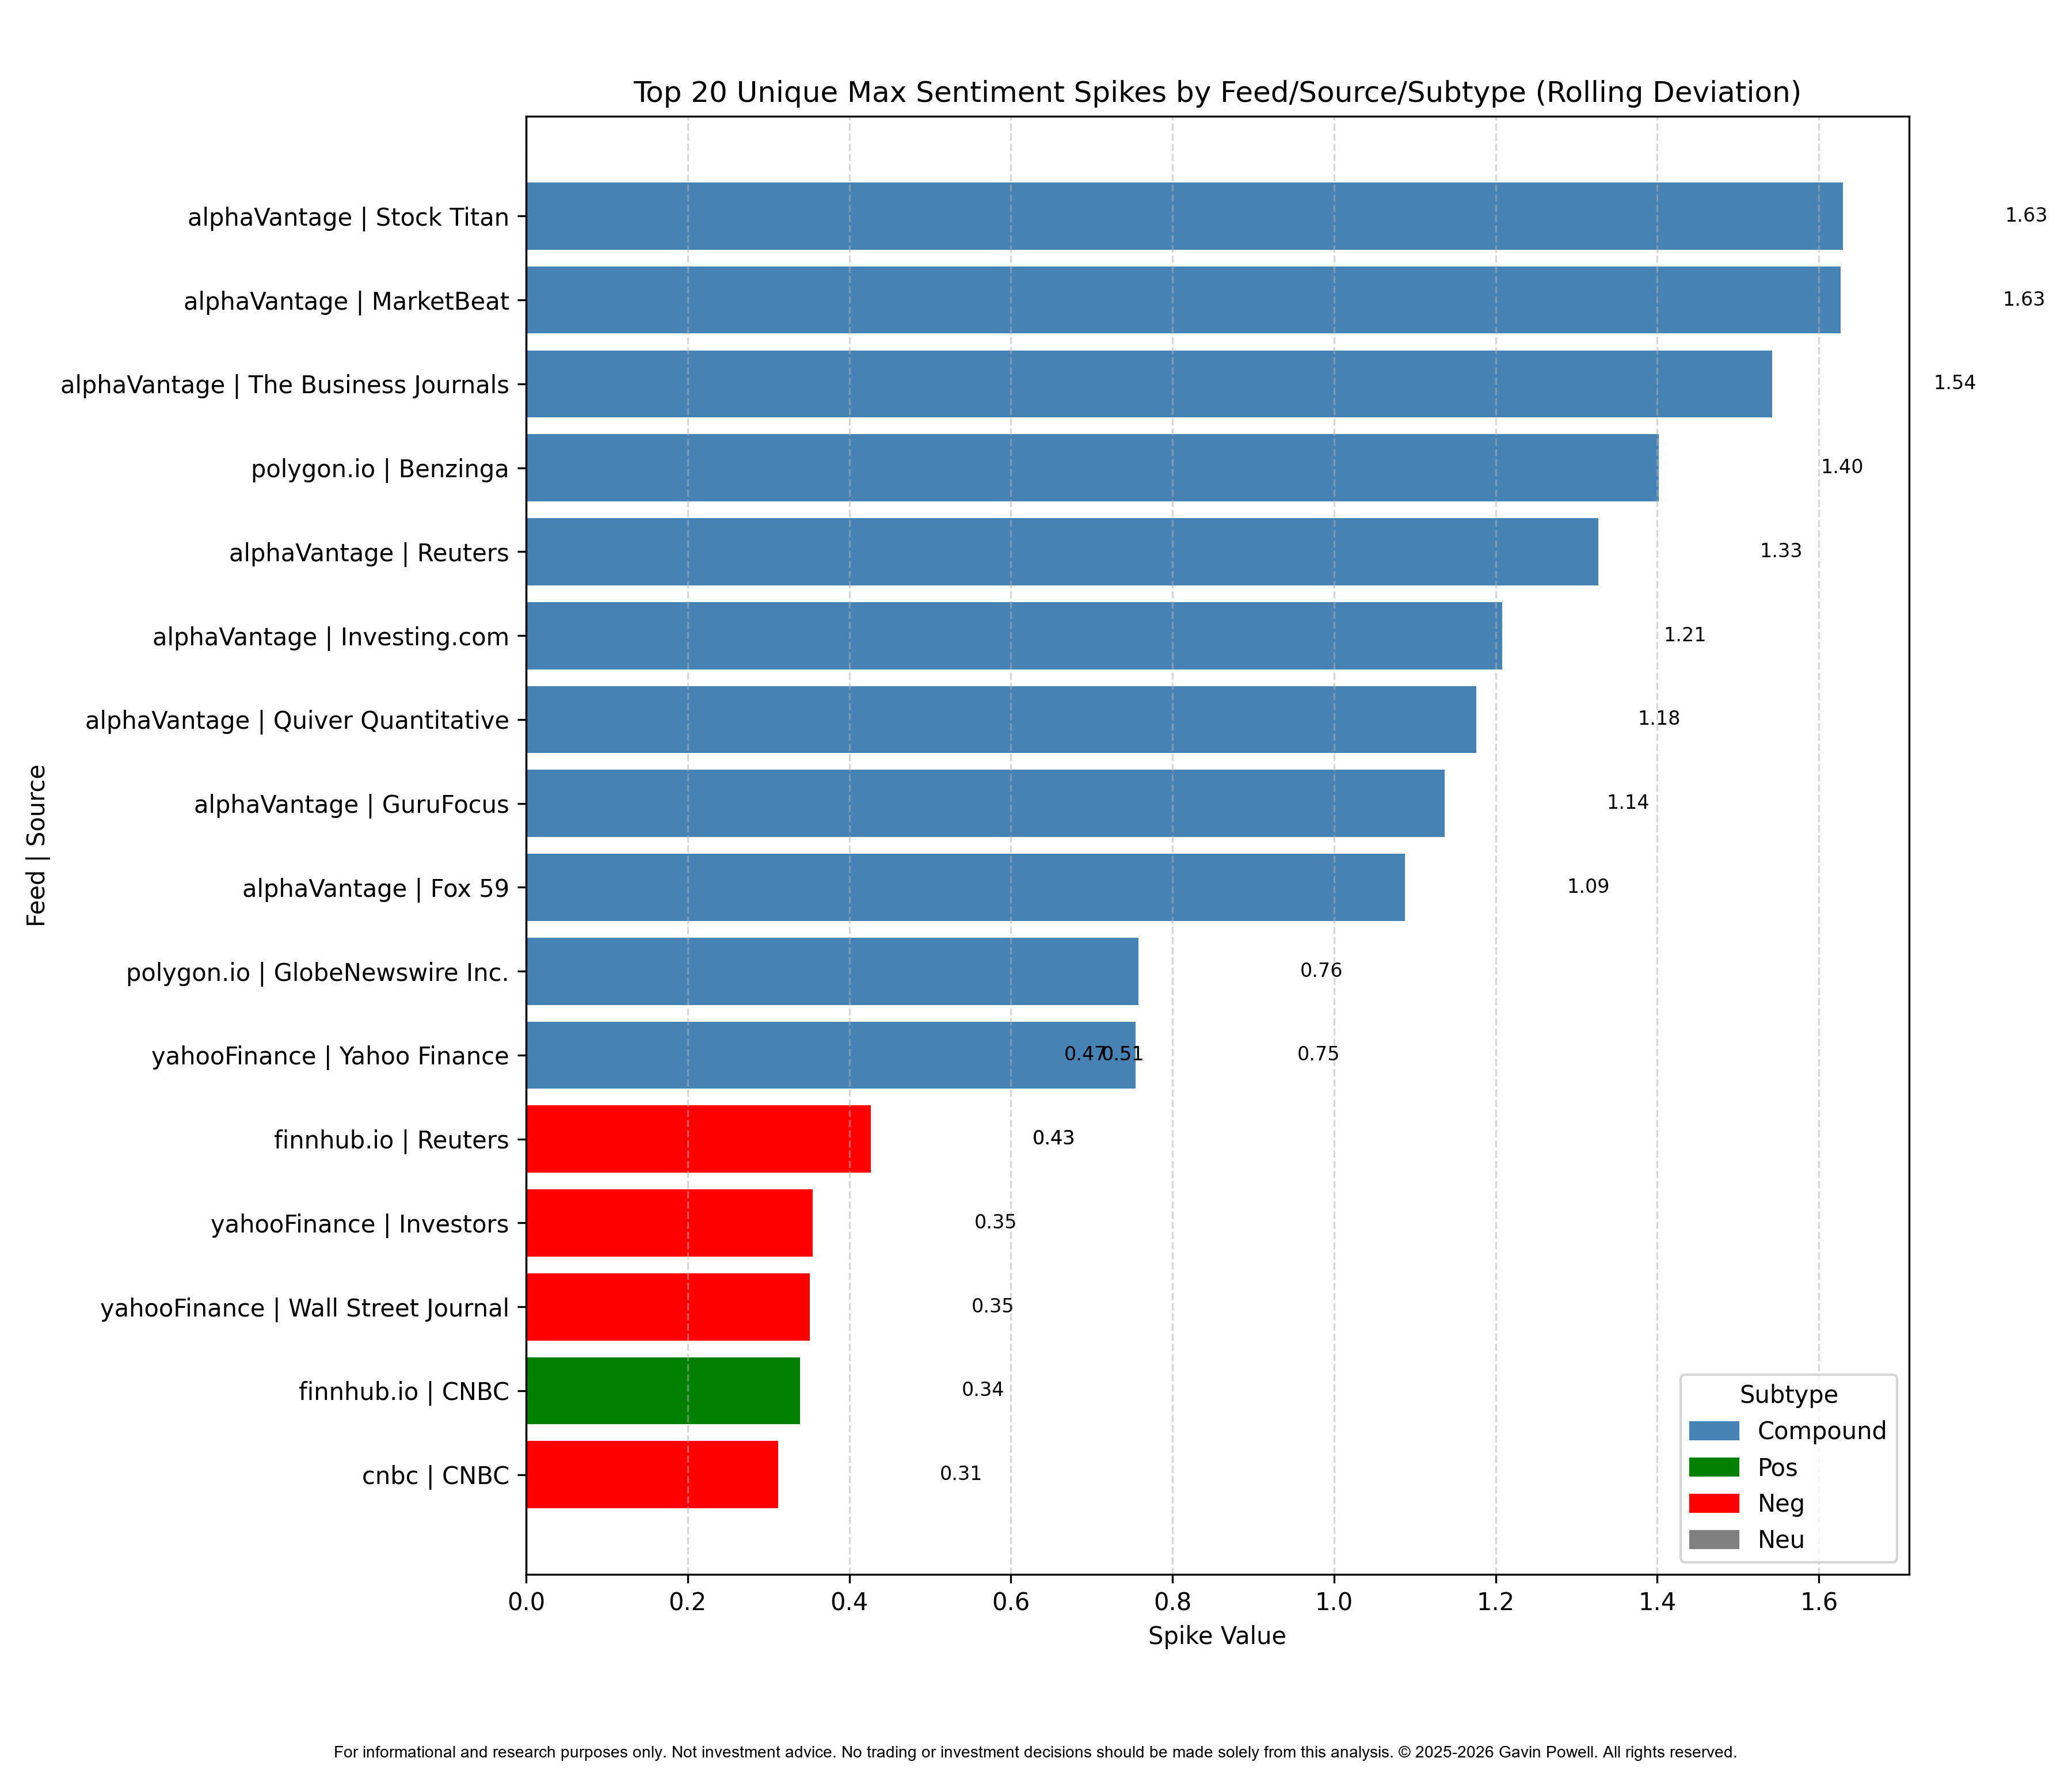 Top 20 Unique Max Sentiment Spikes by Feed/Source/Subtype (Rolling Deviation)
alphaVantage | Stock Titan 1.63
alphaVantage | MarketBeat 1.63
alphaVantage | The Business Journals 1.54
polygon.io | Benzinga 1.40
alphaVantage | Reuters 1.33
alphaVantage | Investing.com 1.21
alphaVantage | Quiver Quantitative 1.18
alphaVantage | GuruFocus 1.14
alphaVantage | Fox 59 1.09
polygon.io | GlobeNewswire Inc. 0.76
yahooFinance | Yahoo Finance 0.47 0.51 0.75
finnhub.io | Reuters 0.43
yahooFinance | Investors 0.35
yahooFinance | Wall Street Journal 0.35
finnhub.io | CNBC 0.34
cnbc | CNBC 0.31
Feed | Source
Subtype
Compound
Pos
Neg
Neu
0.0 0.2 0.4 0.6 0.8 1.0 1.2 1.4 1.6
Spike Value
For informational and research purposes only. Not investment advice. No trading or investment decisions should be made solely from this analysis. © 2025-2026 Gavin Powell. All rights reserved.